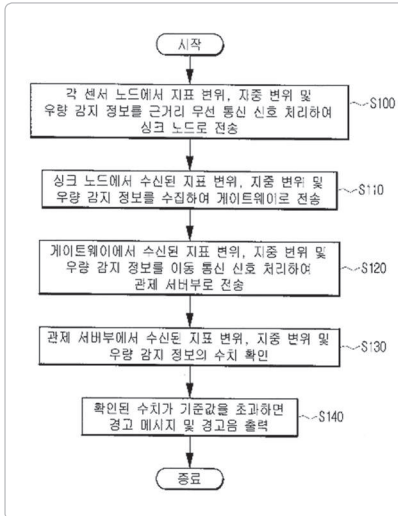 시작
각 센서 노드에서 지표 변위, 지중 변위 및
우량 감지 정보를 근거리 무선 통신 신호 처리하여
싱크 노드로 전송
S100
싱크 노드에서 수신된 지표 변위, 지중 변위 및
우량 감지 정보를 수집하여 게이트웨이로 전송
S110
게이트웨이에서 수신된 지표 변위, 지중 변위 및
우량 감지 정보를 이동 통신 신호 처리하여
관제 서버부로 전송
S120
관제 서버부에서 수신된 지표 변위, 지중 변위 및
우량 감지 정보의 수치 확인
S130
확인된 수치가 기준값을 초과하면
경고 메시지 및 경고음 출력
S140
종료